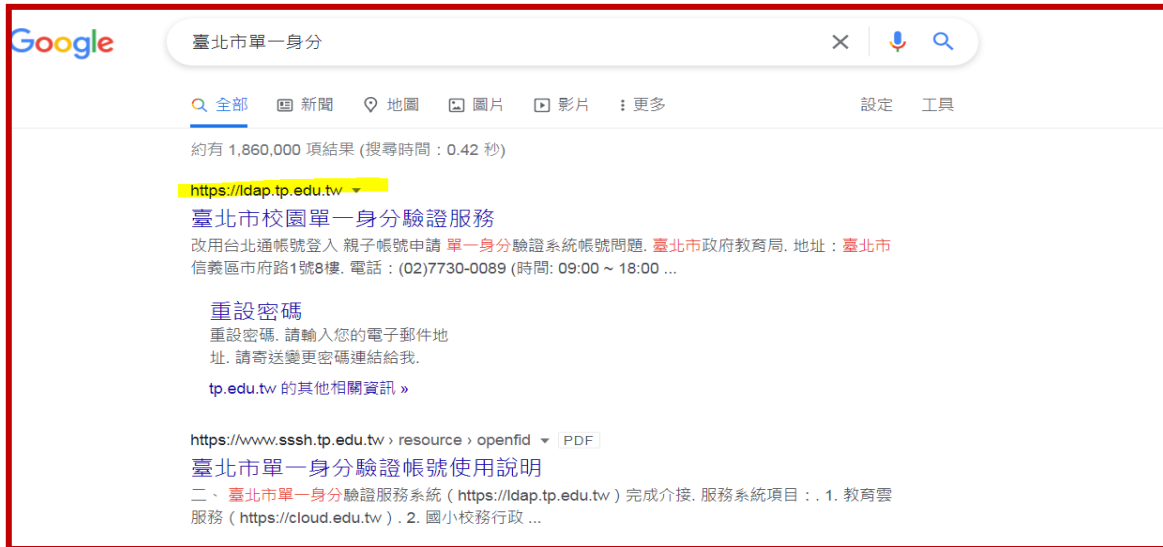 Google
臺北市單一身分
全部 新聞 地圖 圖片 影片 更多 設定 工具
約有 1,860,000 項結果 (搜尋時間：0.42 秒)
https://ldap.tp.edu.tw
臺北市校園單一身分驗證服務
改用台北通帳號登入 親子帳號申請 單一身分驗證系統帳號問題. 臺北市政府教育局. 地址：臺北市
信義區市府路1號8樓. 電話：(02)7730-0089 (時間: 09:00 ~ 18:00 ...
重設密碼
重設密碼. 請輸入您的電子郵件地
址. 請寄送變更密碼連結給我.
tp.edu.tw 的其他相關資訊 »
https://www.sssh.tp.edu.tw › resource › openfid PDF
臺北市單一身分驗證帳號使用說明
二、 臺北市單一身分驗證服務系統（https://ldap.tp.edu.tw）完成介接. 服務系統項目：. 1. 教育雲
服務（https://cloud.edu.tw）. 2. 國小校務行政 ...